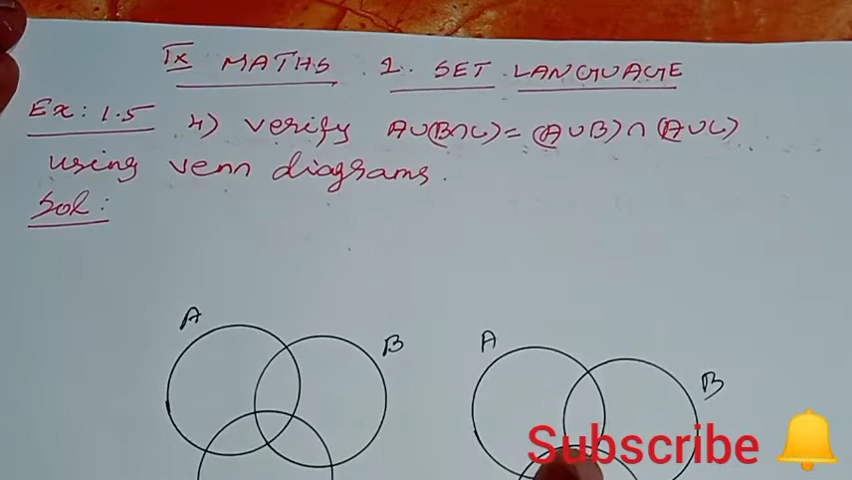 IX MATHS 1. SET LANGUAGE
Ex: 1.5 4) verify A∪(B∩C)=(A∪B)∩(A∪C)
using venn diagrams.
Sol:
A
B
A
B
Subscribe